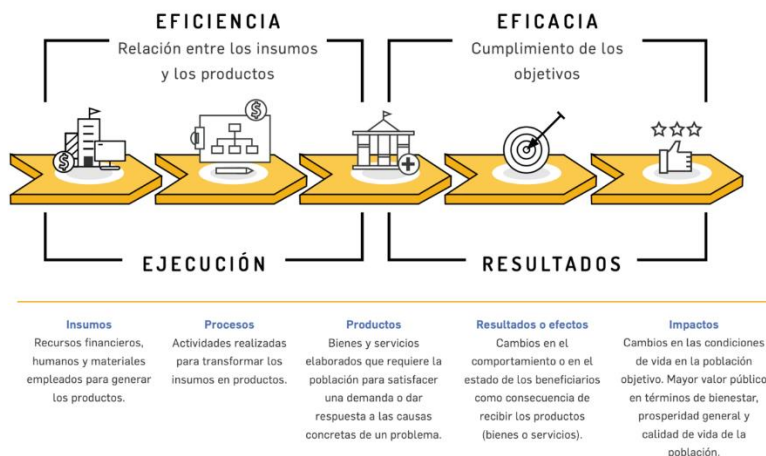 EFICIENCIA
Relación entre los insumos
y los productos
EFICACIA
Cumplimiento de los
objetivos
$
$
EJECUCIÓN
RESULTADOS
Insumos
Recursos financieros,
humanos y materiales
empleados para generar
los productos.
Procesos
Actividades realizadas
para transformar los
insumos en productos.
Productos
Bienes y servicios
elaborados que requiere la
población para satisfacer
una demanda o dar
respuesta a las causas
concretas de un problema.
Resultados o efectos
Cambios en el
comportamiento o en el
estado de los beneficiarios
como consecuencia de
recibir los productos
(bienes o servicios).
Impactos
Cambios en las condiciones
de vida en la población
objetivo. Mayor valor público
en términos de bienestar,
prosperidad general y
calidad de vida de la
población.